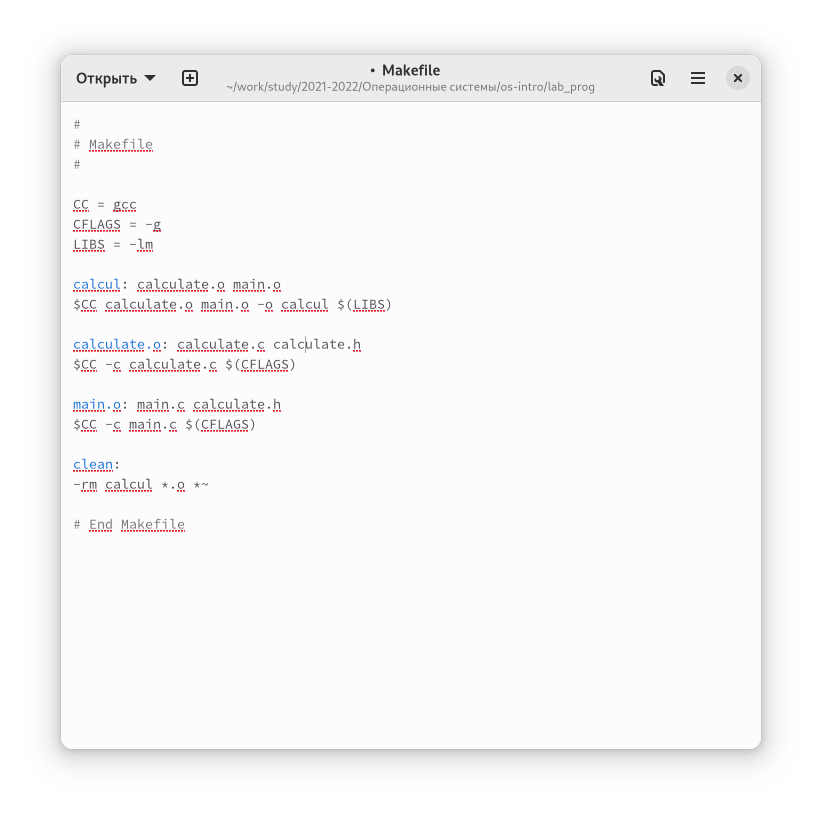 Открыть
• Makefile
~/work/study/2021-2022/Операционные системы/os-intro/lab_prog
#
# Makefile
#
CC = gcc
CFLAGS = -g
LIBS = -lm
calcul: calculate.o main.o
$CC calculate.o main.o -o calcul $(LIBS)
calculate.o: calculate.c calculate.h
$CC -c calculate.c $(CFLAGS)
main.o: main.c calculate.h
$CC -c main.c $(CFLAGS)
clean:
-rm calcul *.o *~
# End Makefile